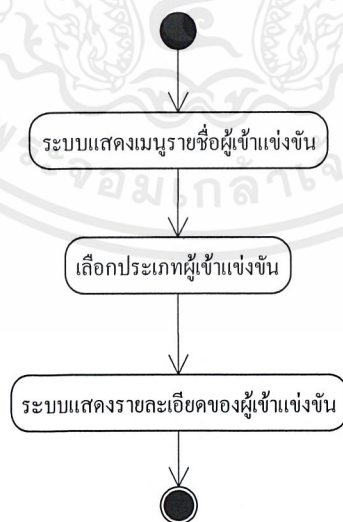 ระบบแสดงเมนูรายชื่อผู้เข้าแข่งขัน
เลือกประเภทผู้เข้าแข่งขัน
ระบบแสดงรายละเอียดของผู้เข้าแข่งขัน